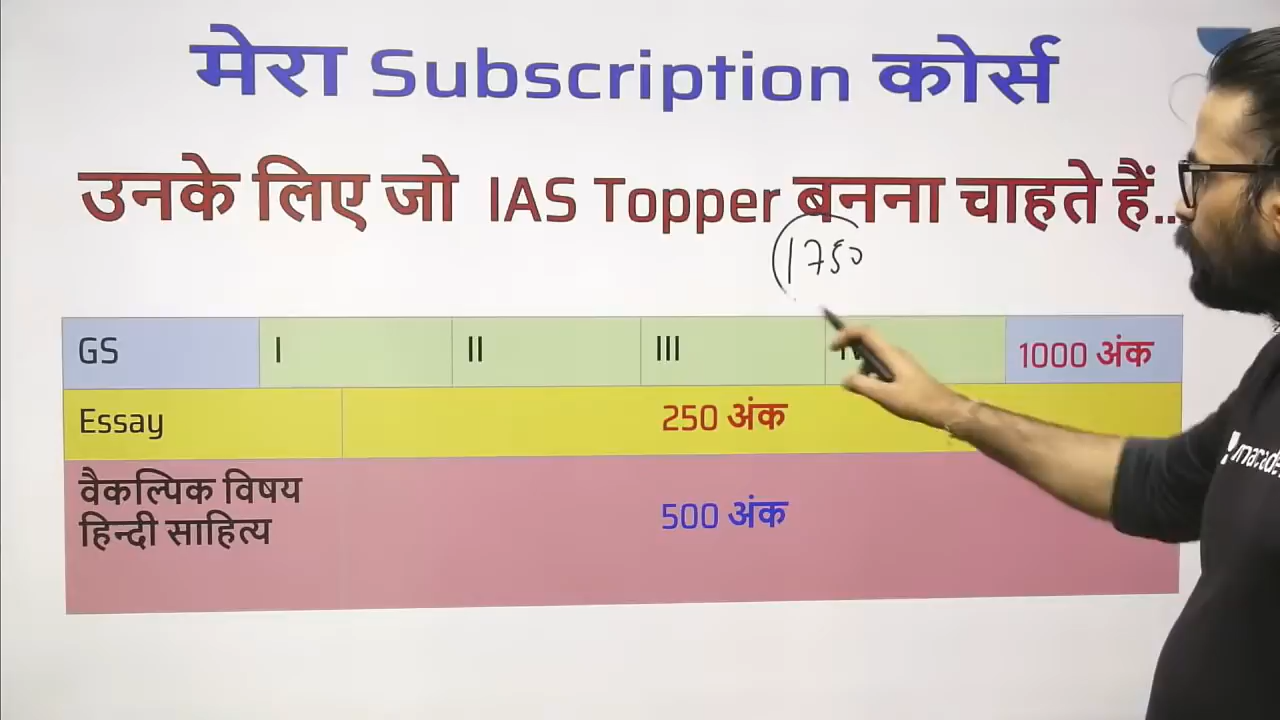 मेरा Subscription कोर्स
उनके लिए जो IAS Topper बनना चाहते हैं..
1750
GS I II III 1000 अंक
Essay 250 अंक
वैकल्पिक विषय
हिन्दी साहित्य
500 अंक